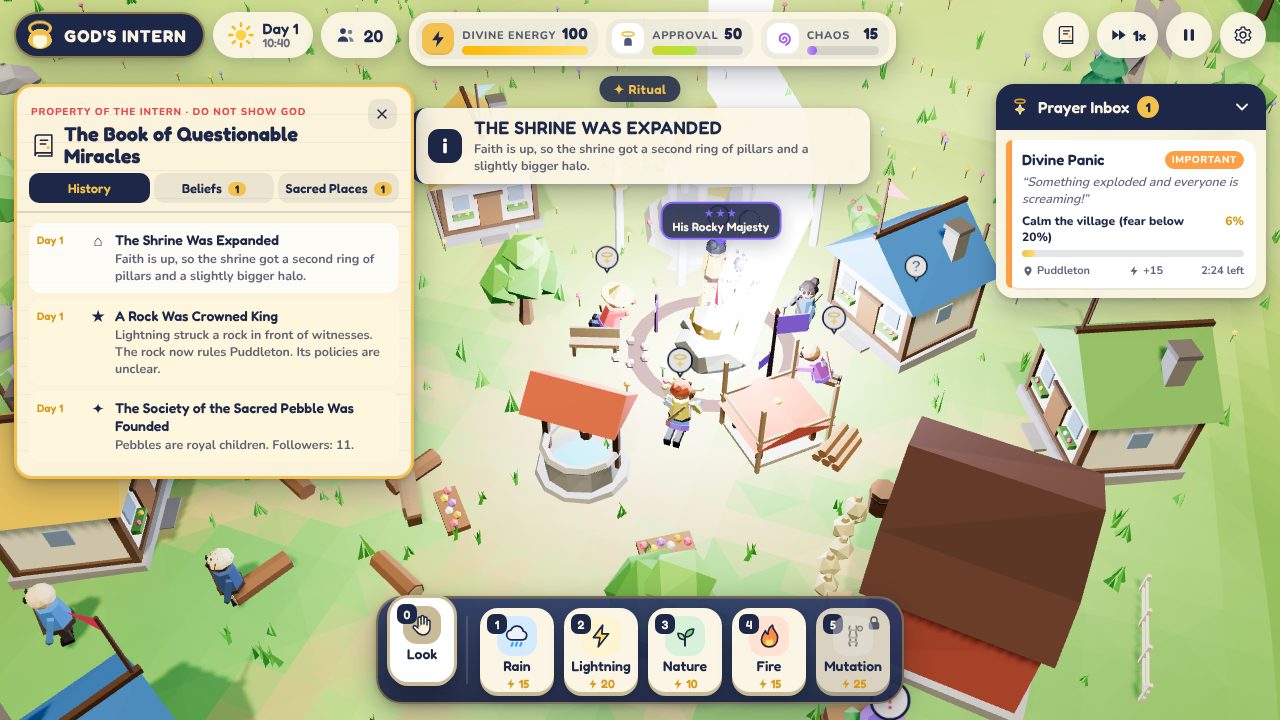 GOD'S INTERN
Day 1
10:40
20
DIVINE ENERGY 100
APPROVAL 50
CHAOS 15
1x
PROPERTY OF THE INTERN · DO NOT SHOW GOD
The Book of Questionable
Miracles
History
Beliefs 1
Sacred Places 1
Day 1
The Shrine Was Expanded
Faith is up, so the shrine got a second ring of
pillars and a slightly bigger halo.
Day 1
A Rock Was Crowned King
Lightning struck a rock in front of witnesses.
The rock now rules Puddleton. Its policies are
unclear.
Day 1
The Society of the Sacred Pebble Was
Founded
Pebbles are royal children. Followers: 11.
Ritual
THE SHRINE WAS EXPANDED
Faith is up, so the shrine got a second ring of pillars and a
slightly bigger halo.
His Rocky Majesty
?
Prayer Inbox 1
Divine Panic
IMPORTANT
“Something exploded and everyone is
screaming!”
Calm the village (fear below
20%)
6%
Puddleton
+15
2:24 left
0
Look
1
Rain
15
2
Lightning
20
3
Nature
10
4
Fire
15
5
Mutation
25